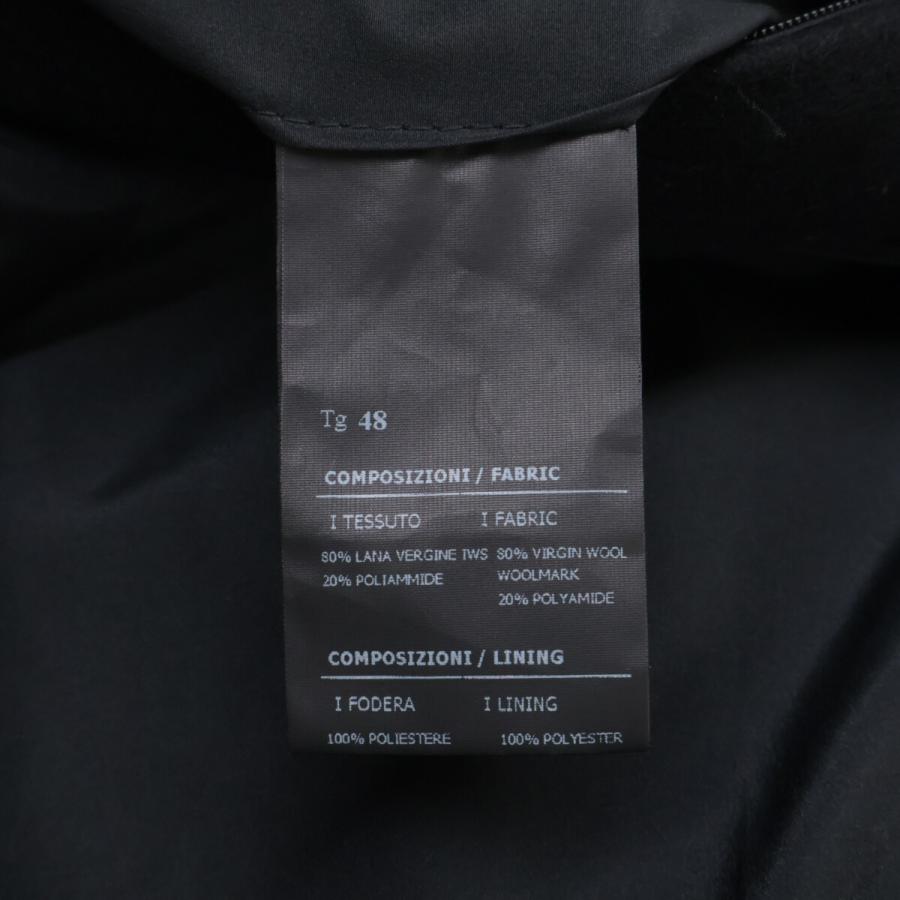 Tg 48
COMPOSIZIONI / FABRIC
I TESSUTO I FABRIC
80% LANA VERGINE IWS 80% VIRGIN WOOL
20% POLIAMMIDE WOOLMARK
20% POLYAMIDE
COMPOSIZIONI / LINING
I FODERA I LINING
100% POLIESTERE 100% POLYESTER